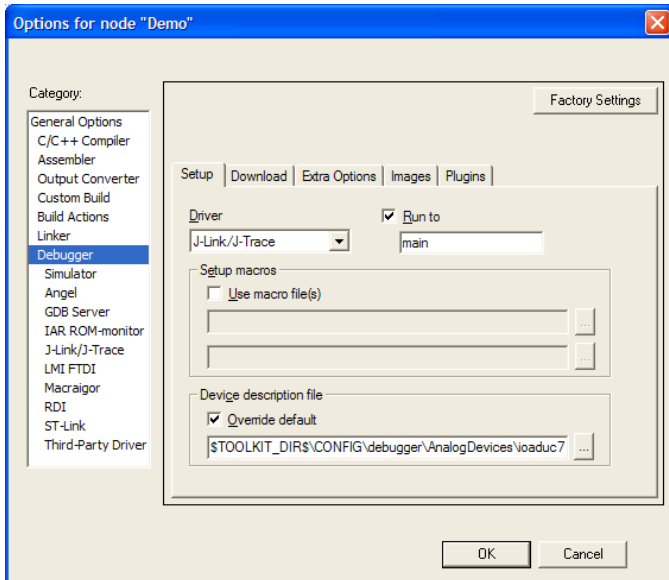 Options for node "Demo"
Category:
General Options
C/C++ Compiler
Assembler
Output Converter
Custom Build
Build Actions
Linker
Debugger
Simulator
Angel
GDB Server
IAR ROM-monitor
J-Link/J-Trace
LMI FTDI
Macraigor
RDI
ST-Link
Third-Party Driver
Factory Settings
Setup Download Extra Options Images Plugins
Driver Run to
J-Link/J-Trace main
Setup macros
Use macro file(s)
...
...
Device description file
Override default
$TOOLKIT_DIR$\CONFIG\debugger\AnalogDevices\ioaduc7 ...
OK Cancel